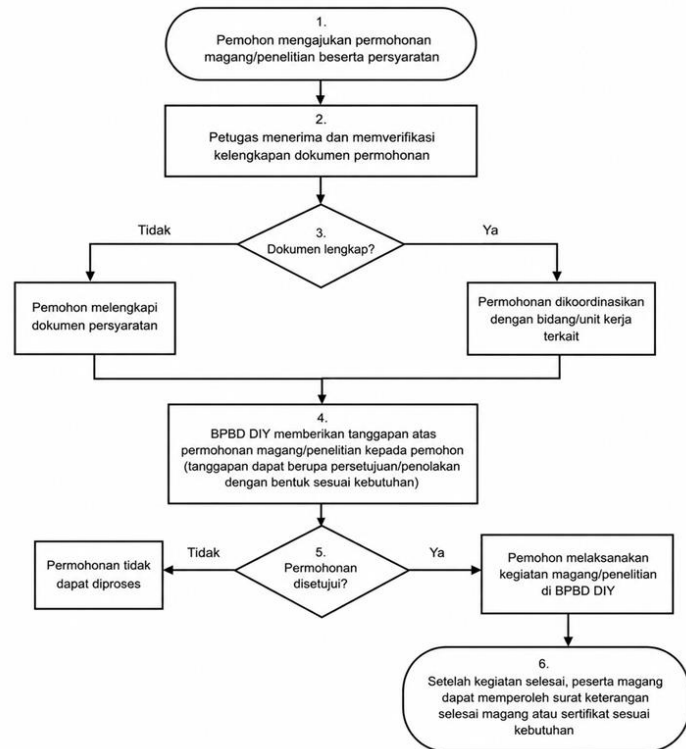 1.
Pemohon mengajukan permohonan
magang/penelitian beserta persyaratan
2.
Petugas menerima dan memverifikasi
kelengkapan dokumen permohonan
3.
Dokumen lengkap?
Tidak
Ya
Pemohon melengkapi
dokumen persyaratan
Permohonan dikoordinasikan
dengan bidang/unit kerja
terkait
4.
BPBD DIY memberikan tanggapan atas
permohonan magang/penelitian kepada pemohon
(tanggapan dapat berupa persetujuan/penolakan
dengan bentuk sesuai kebutuhan)
5.
Permohonan
disetujui?
Tidak
Ya
Permohonan tidak
dapat diproses
Pemohon melaksanakan
kegiatan magang/penelitian
di BPBD DIY
6.
Setelah kegiatan selesai, peserta magang
dapat memperoleh surat keterangan
selesai magang atau sertifikat sesuai
kebutuhan